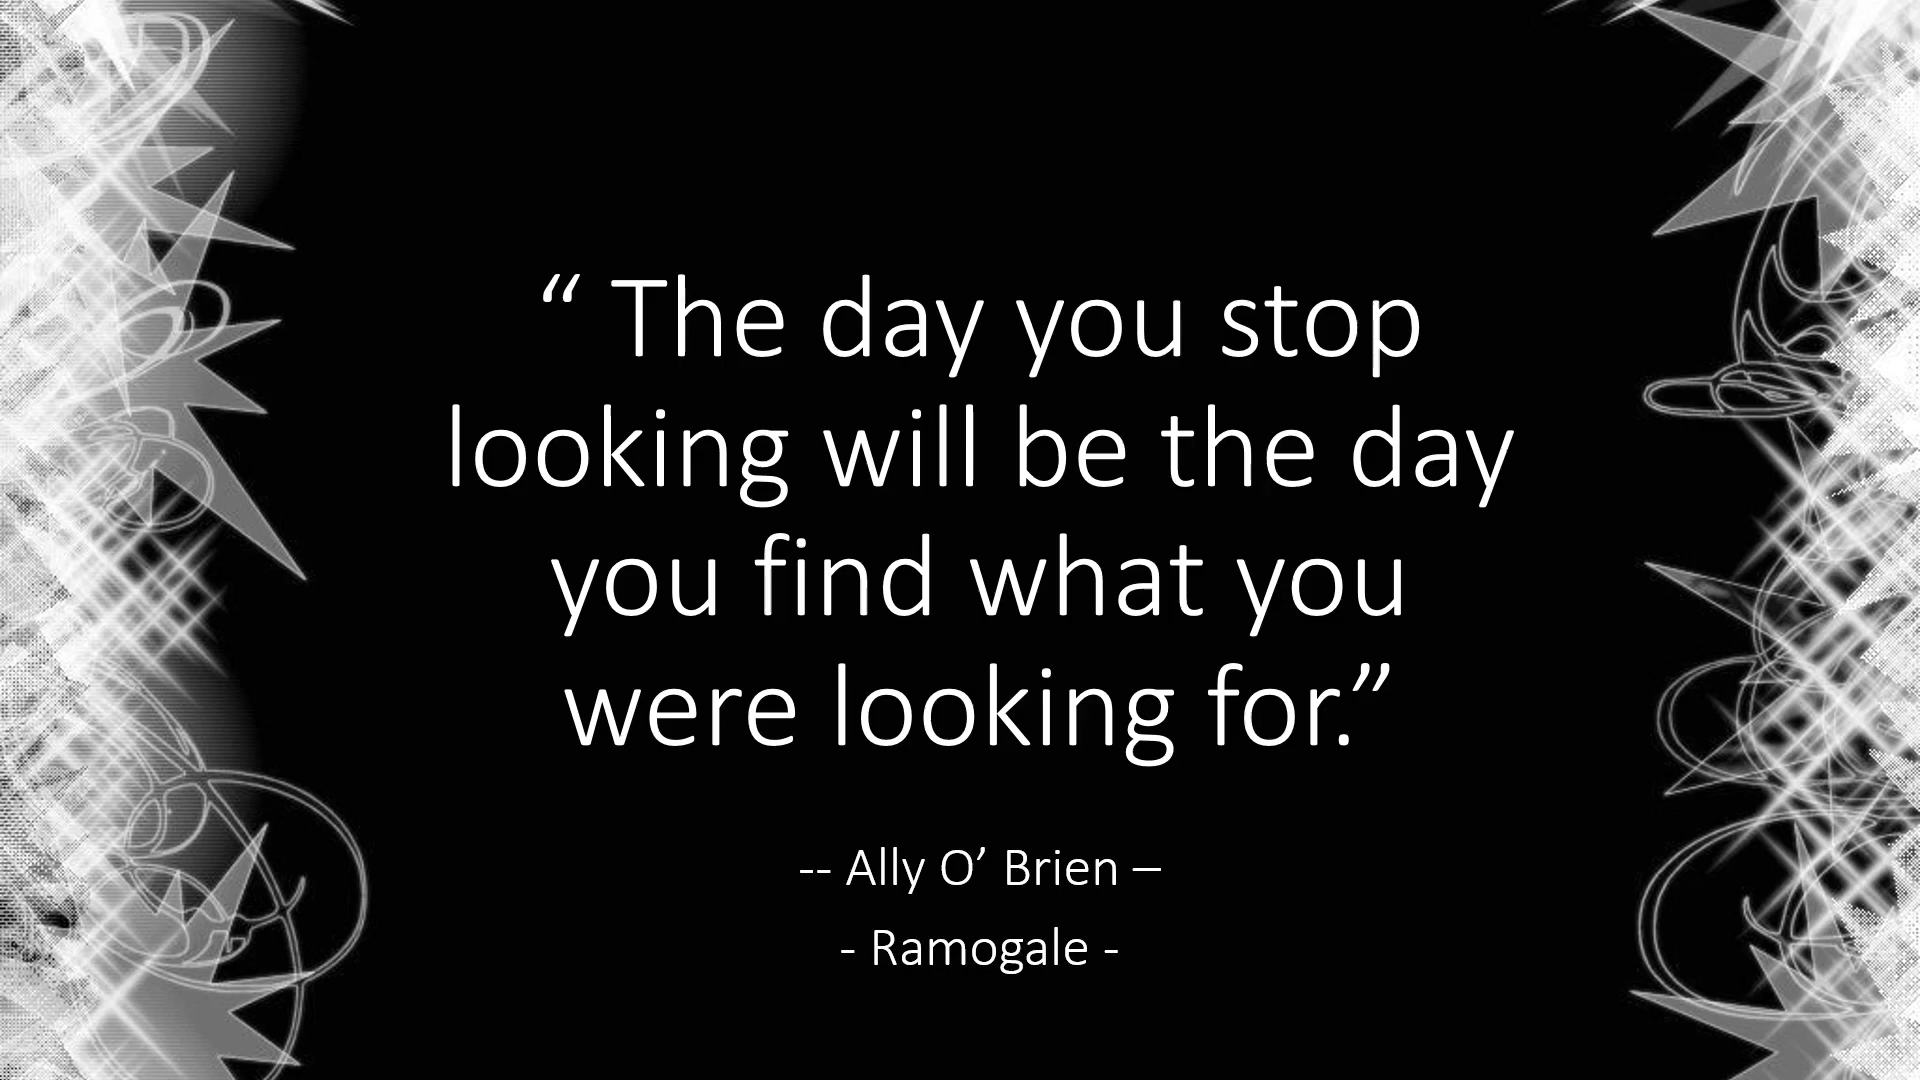 “ The day you stop
looking will be the day
you find what you
were looking for.”
-- Ally O’ Brien –
- Ramogale -